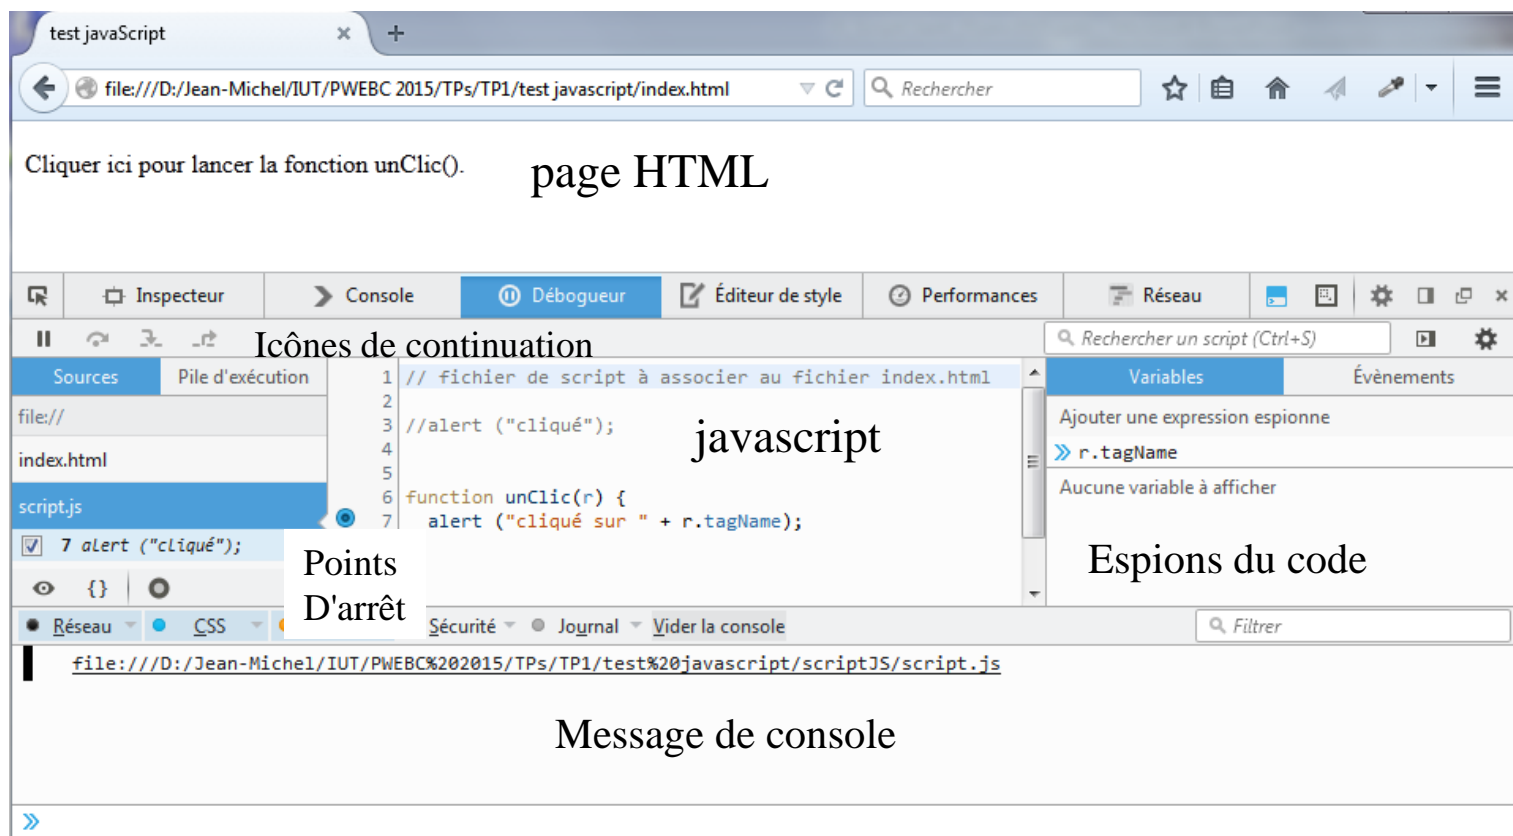 test javaScript
file:///D:/Jean-Michel/IUT/PWEBC 2015/TPs/TP1/test javascript/index.html
Rechercher
Cliquer ici pour lancer la fonction unClic().
page HTML
Inspecteur
Console
Débogueur
Éditeur de style
Performances
Réseau
Icônes de continuation
Rechercher un script (Ctrl+S)
Sources
Pile d'exécution
file://
index.html
script.js
7 alert ("cliqué");
{}
1 // fichier de script à associer au fichier index.html
2
3 //alert ("cliqué");
4
5
6 function unClic(r) {
7 alert ("cliqué sur " + r.tagName);
javascript
Points
D'arrêt
Variables
Évènements
Ajouter une expression espionne
r.tagName
Aucune variable à afficher
Espions du code
Réseau
CSS
Sécurité
Journal
Vider la console
Filtrer
file:///D:/Jean-Michel/IUT/PWEBC%202015/TPs/TP1/test%20javascript/scriptJS/script.js
Message de console